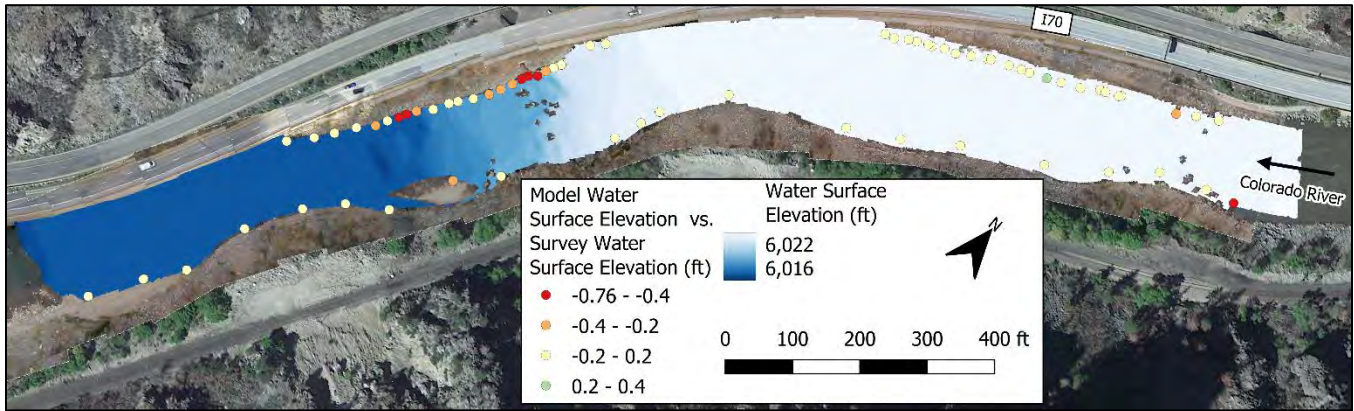 I70
Colorado River
Model Water
Surface Elevation vs.
Survey Water
Surface Elevation (ft)
-0.76 - -0.4
-0.4 - -0.2
-0.2 - 0.2
0.2 - 0.4
Water Surface
Elevation (ft)
6,022
6,016
N
0 100 200 300 400 ft